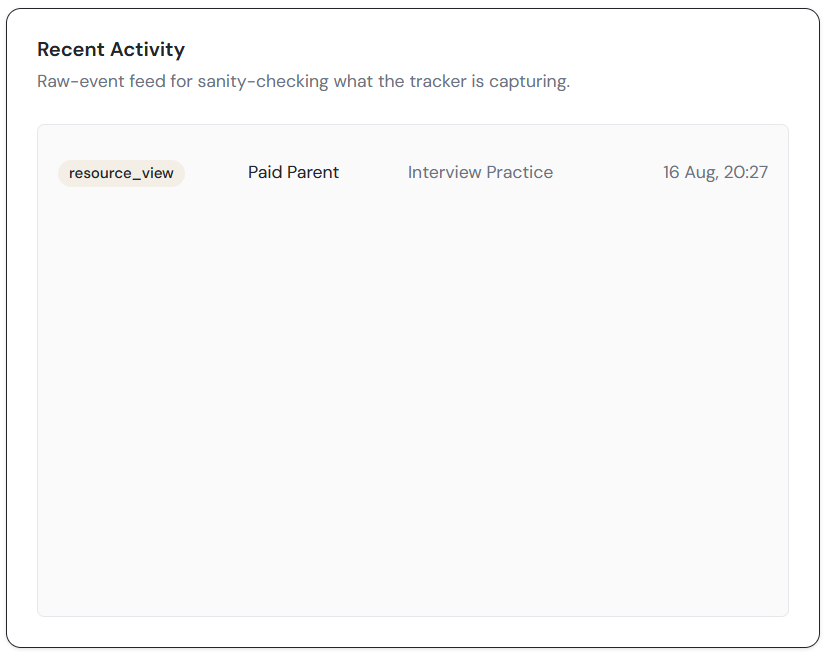 Recent Activity
Raw-event feed for sanity-checking what the tracker is capturing.
resource_view Paid Parent Interview Practice 16 Aug, 20:27